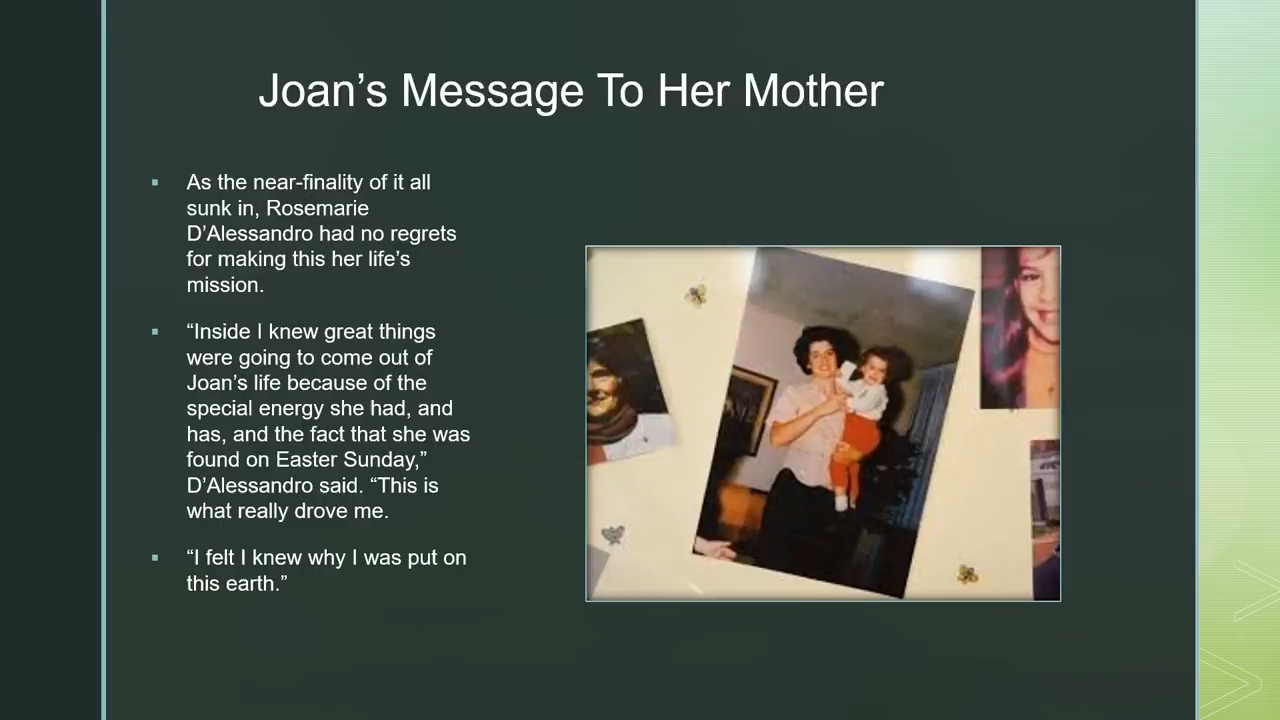 Joan’s Message To Her Mother
▪ As the near-finality of it all
sunk in, Rosemarie
D’Alessandro had no regrets
for making this her life’s
mission.
▪ “Inside I knew great things
were going to come out of
Joan’s life because of the
special energy she had, and
has, and the fact that she was
found on Easter Sunday,”
D’Alessandro said. “This is
what really drove me.
▪ “I felt I knew why I was put on
this earth.”